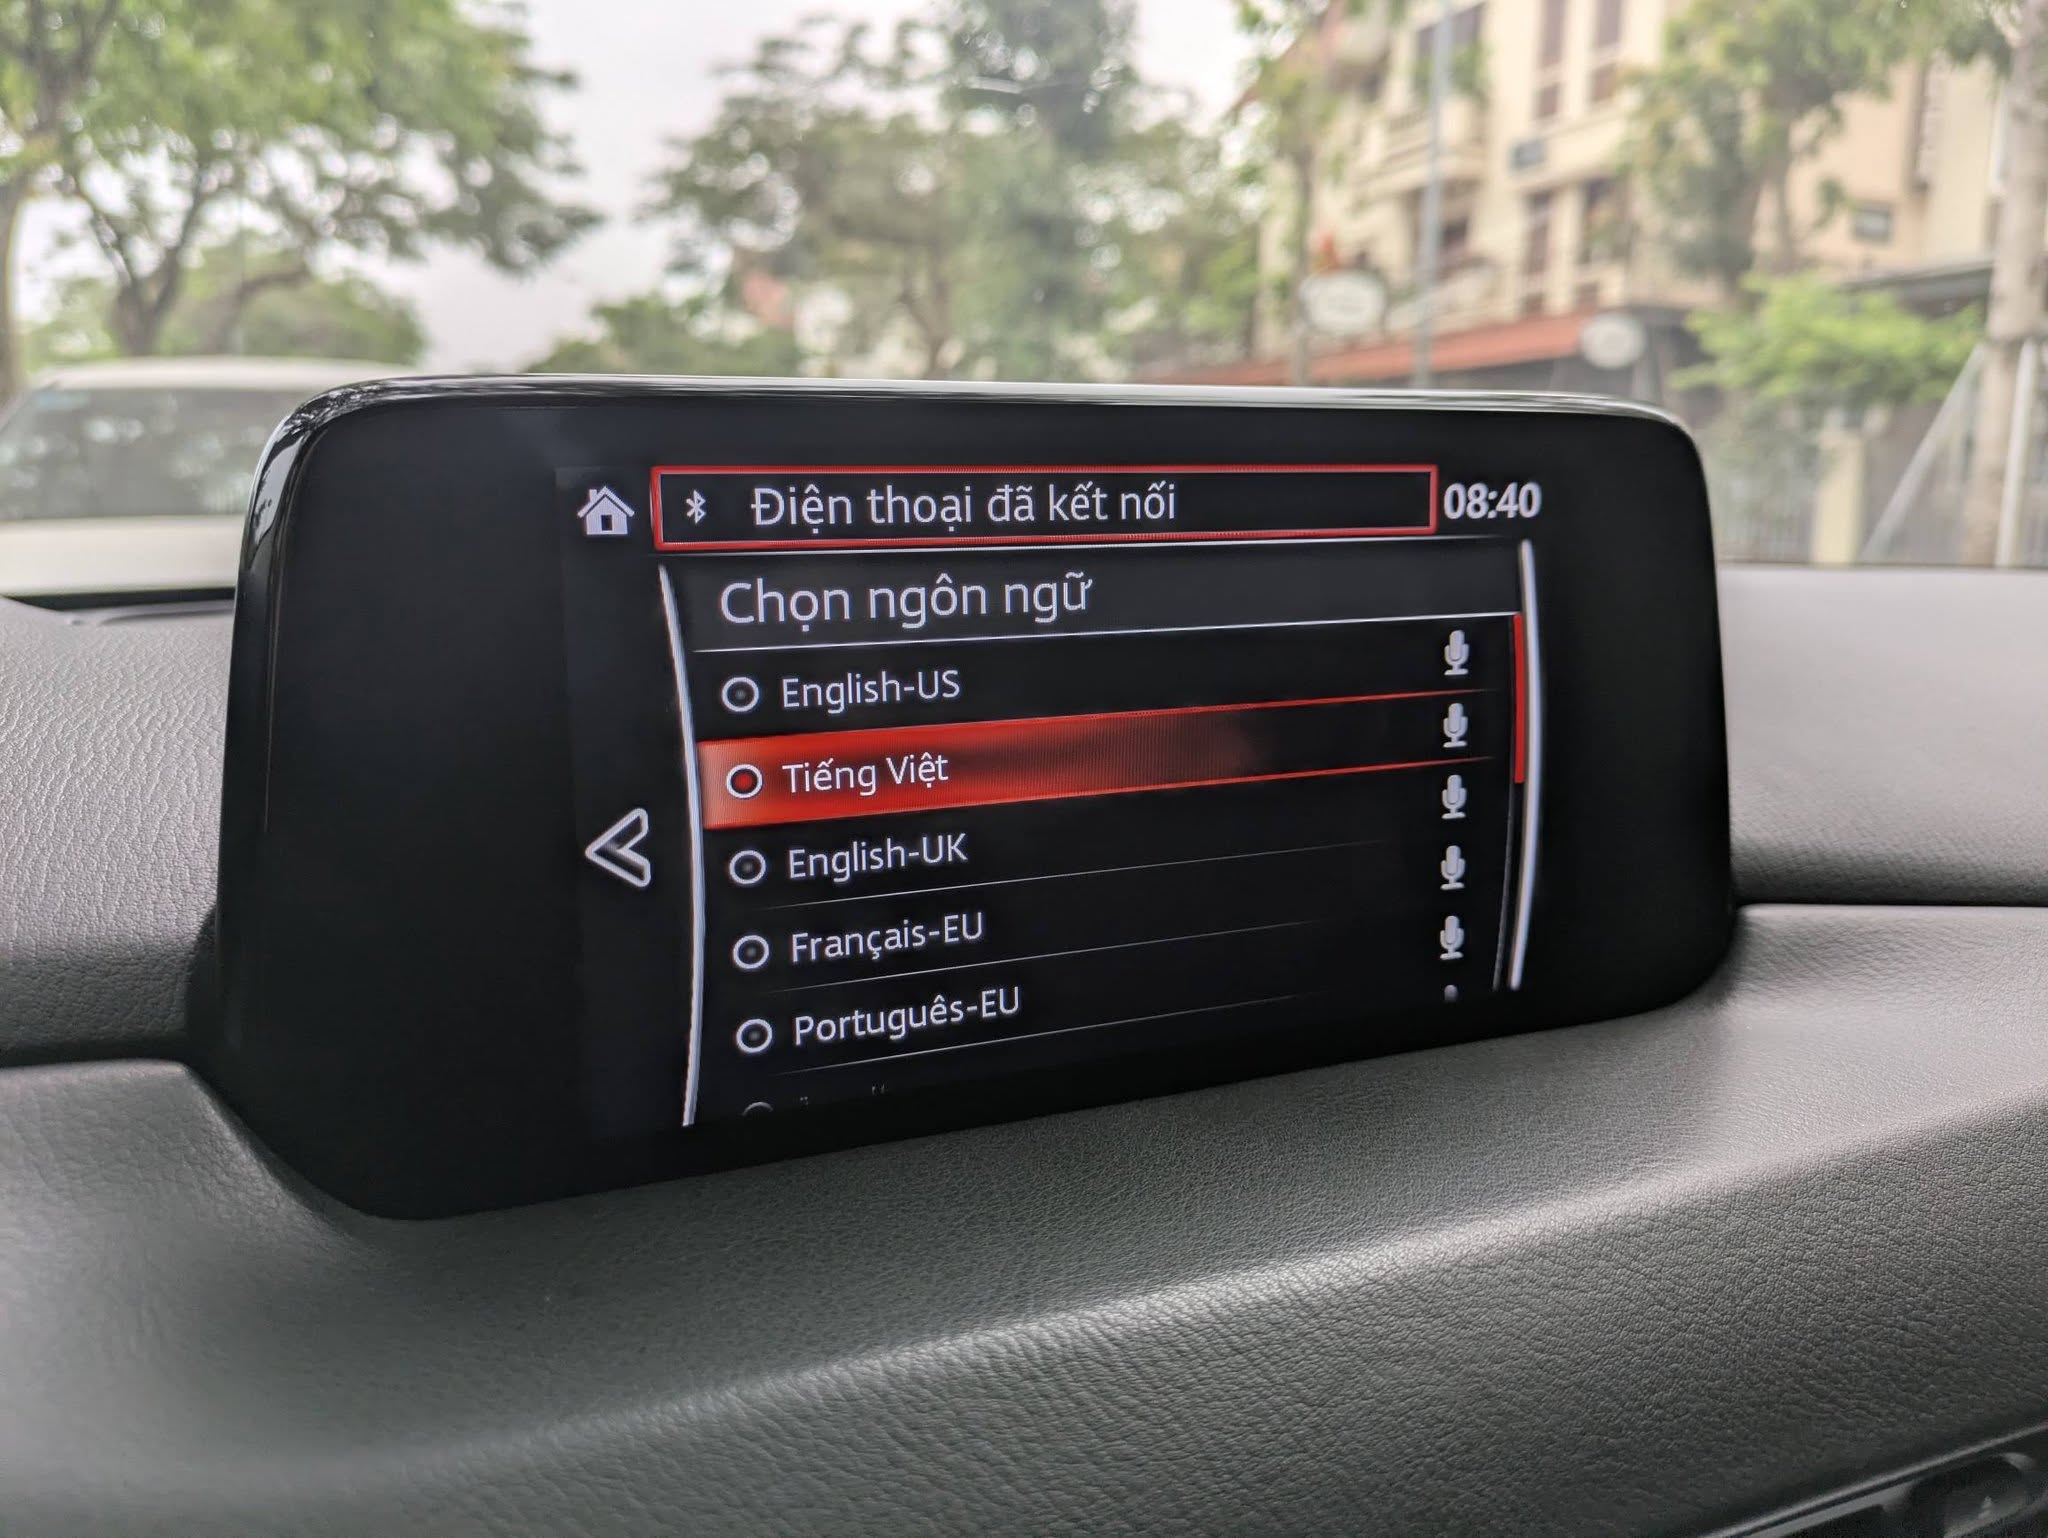 Điện thoại đã kết nối
08:40
Chọn ngôn ngữ
English-US
Tiếng Việt
English-UK
Français-EU
Português-EU